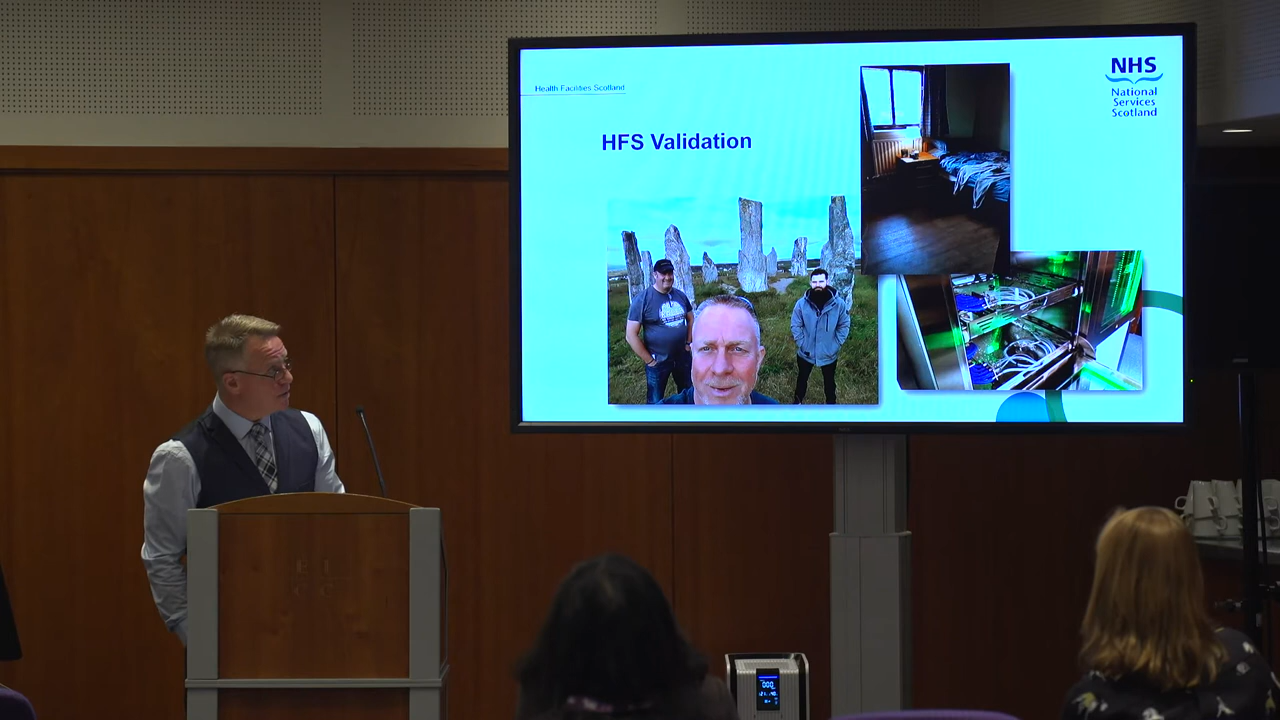 Health Facilities Scotland
NHS
National
Services
Scotland
HFS Validation